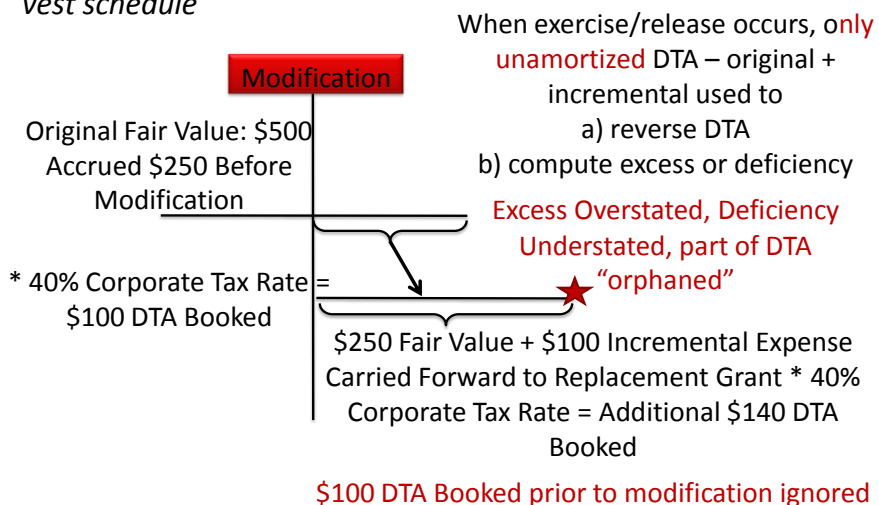 vest schedule
When exercise/release occurs, only
unamortized DTA – original +
incremental used to
a) reverse DTA
b) compute excess or deficiency
Modification
Original Fair Value: $500
Accrued $250 Before
Modification
Excess Overstated, Deficiency
Understated, part of DTA
“orphaned”
* 40% Corporate Tax Rate =
$100 DTA Booked
$250 Fair Value + $100 Incremental Expense
Carried Forward to Replacement Grant * 40%
Corporate Tax Rate = Additional $140 DTA
Booked
$100 DTA Booked prior to modification ignored